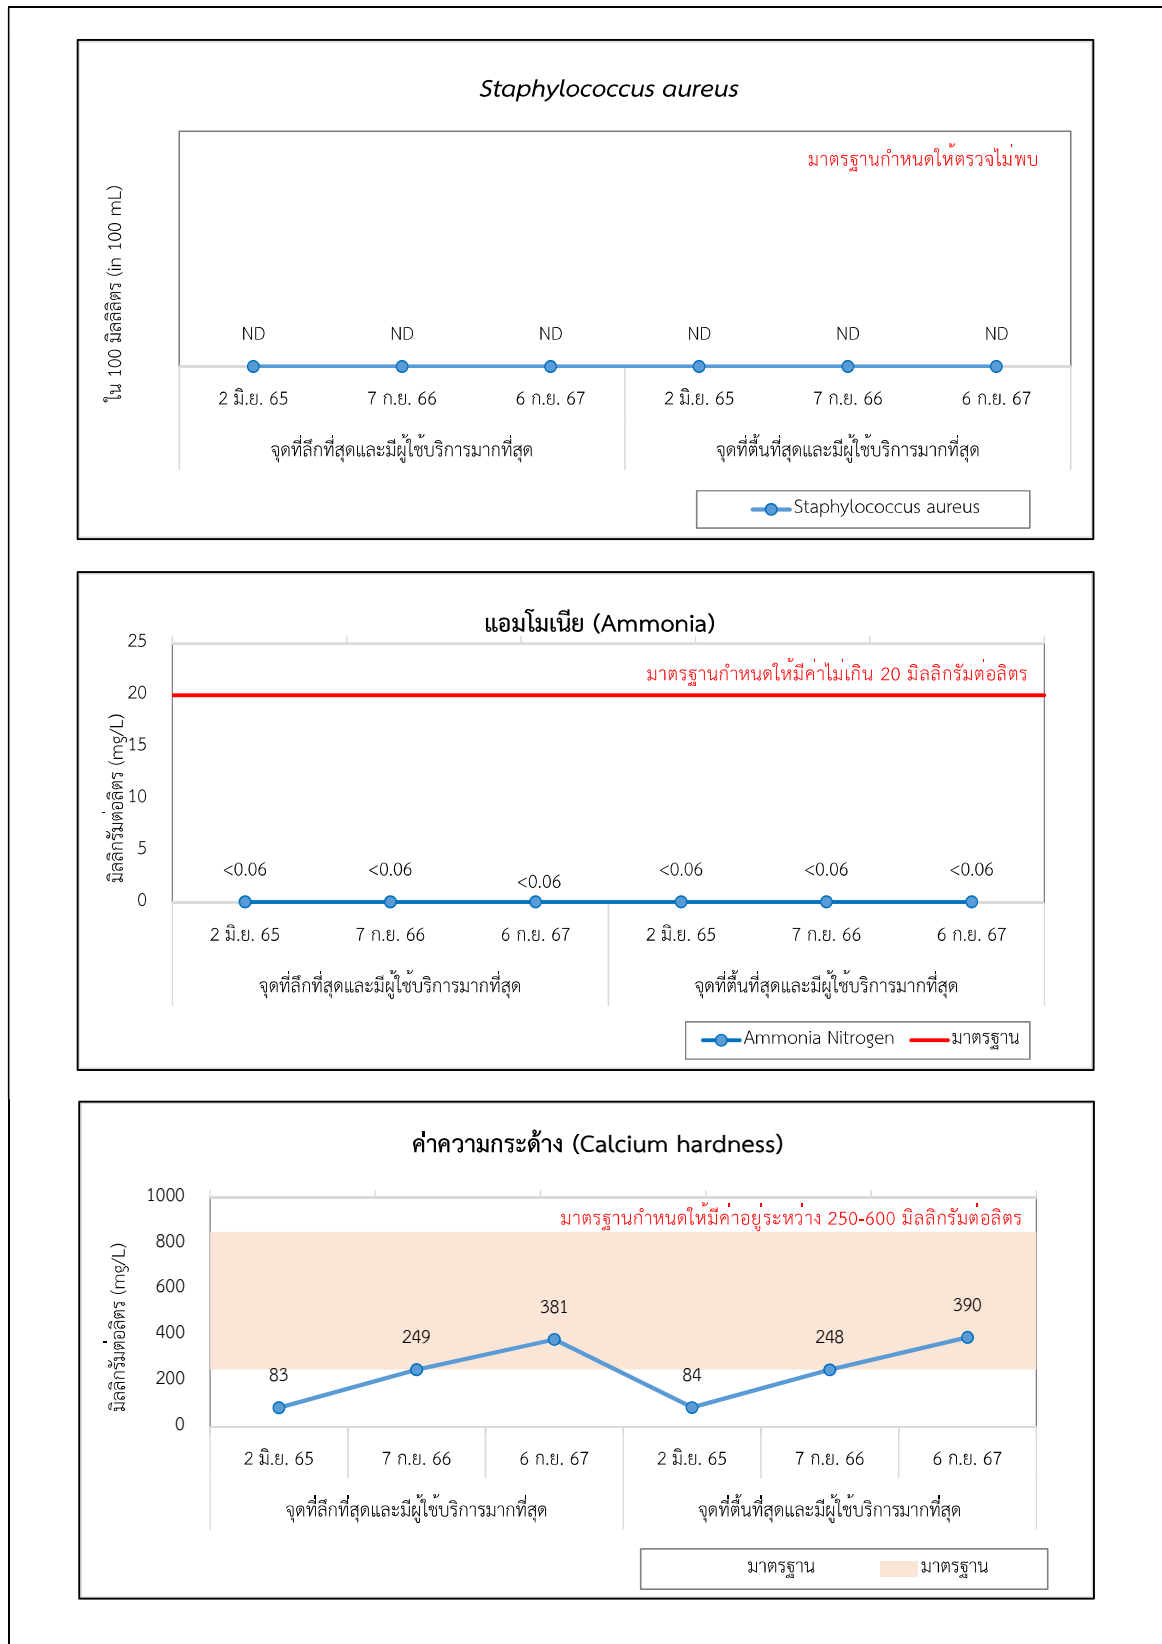 Staphylococcus aureus
มาตรฐานกำหนดให้ตรวจไม่พบ
ใน 100 มิลลิลิตร (in 100 mL)
ND ND ND ND ND ND
2 มิ.ย. 65 7 ก.ย. 66 6 ก.ย. 67 2 มิ.ย. 65 7 ก.ย. 66 6 ก.ย. 67
จุดที่ลึกที่สุดและมีผู้ใช้บริการมากที่สุด จุดที่ตื้นที่สุดและมีผู้ใช้บริการมากที่สุด
Staphylococcus aureus
แอมโมเนีย (Ammonia)
มาตรฐานกำหนดให้มีค่าไม่เกิน 20 มิลลิกรัมต่อลิตร
มิลลิกรัมต่อลิตร (mg/L)
25
20
15
10
5
0
<0.06 <0.06 <0.06 <0.06 <0.06 <0.06
2 มิ.ย. 65 7 ก.ย. 66 6 ก.ย. 67 2 มิ.ย. 65 7 ก.ย. 66 6 ก.ย. 67
จุดที่ลึกที่สุดและมีผู้ใช้บริการมากที่สุด จุดที่ตื้นที่สุดและมีผู้ใช้บริการมากที่สุด
Ammonia Nitrogen มาตรฐาน
ค่าความกระด้าง (Calcium hardness)
มาตรฐานกำหนดให้มีค่าอยู่ระหว่าง 250-600 มิลลิกรัมต่อลิตร
มิลลิกรัมต่อลิตร (mg/L)
1000
800
600
400
200
0
83 249 381 84 248 390
2 มิ.ย. 65 7 ก.ย. 66 6 ก.ย. 67 2 มิ.ย. 65 7 ก.ย. 66 6 ก.ย. 67
จุดที่ลึกที่สุดและมีผู้ใช้บริการมากที่สุด จุดที่ตื้นที่สุดและมีผู้ใช้บริการมากที่สุด
มาตรฐาน มาตรฐาน